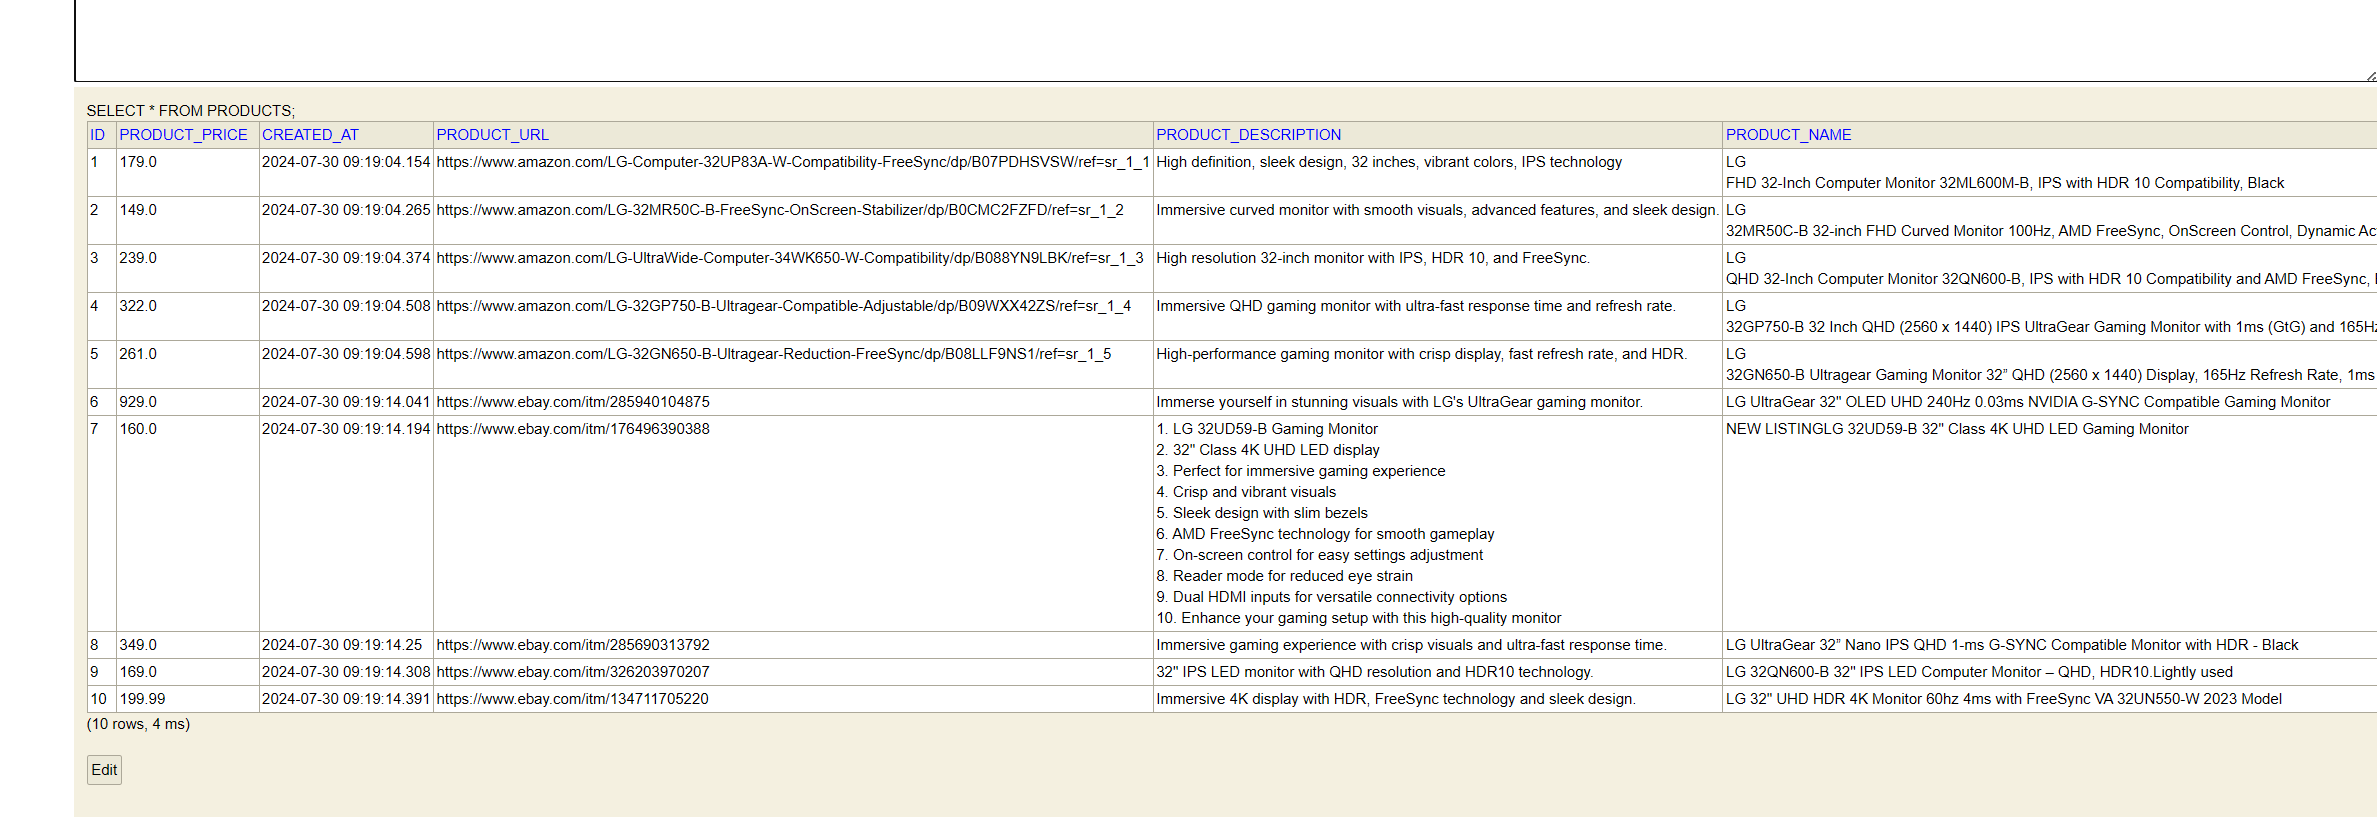 SELECT * FROM PRODUCTS;
ID PRODUCT_PRICE CREATED_AT PRODUCT_URL PRODUCT_DESCRIPTION PRODUCT_NAME
1 179.0 2024-07-30 09:19:04.154 https://www.amazon.com/LG-Computer-32UP83A-W-Compatibility-FreeSync/dp/B07PDHSVSW/ref=sr_1_1 High definition, sleek design, 32 inches, vibrant colors, IPS technology LG
FHD 32-Inch Computer Monitor 32ML600M-B, IPS with HDR 10 Compatibility, Black
2 149.0 2024-07-30 09:19:04.265 https://www.amazon.com/LG-32MR50C-B-FreeSync-OnScreen-Stabilizer/dp/B0CMC2FZFD/ref=sr_1_2 Immersive curved monitor with smooth visuals, advanced features, and sleek design. LG
32MR50C-B 32-inch FHD Curved Monitor 100Hz, AMD FreeSync, OnScreen Control, Dynamic Ac
3 239.0 2024-07-30 09:19:04.374 https://www.amazon.com/LG-UltraWide-Computer-34WK650-W-Compatibility/dp/B088YN9LBK/ref=sr_1_3 High resolution 32-inch monitor with IPS, HDR 10, and FreeSync. LG
QHD 32-Inch Computer Monitor 32QN600-B, IPS with HDR 10 Compatibility and AMD FreeSync,
4 322.0 2024-07-30 09:19:04.508 https://www.amazon.com/LG-32GP750-B-Ultragear-Compatible-Adjustable/dp/B09WXX42ZS/ref=sr_1_4 Immersive QHD gaming monitor with ultra-fast response time and refresh rate. LG
32GP750-B 32 Inch QHD (2560 x 1440) IPS UltraGear Gaming Monitor with 1ms (GtG) and 165Hz
5 261.0 2024-07-30 09:19:04.598 https://www.amazon.com/LG-32GN650-B-Ultragear-Reduction-FreeSync/dp/B08LLF9NS1/ref=sr_1_5 High-performance gaming monitor with crisp display, fast refresh rate, and HDR. LG
32GN650-B Ultragear Gaming Monitor 32” QHD (2560 x 1440) Display, 165Hz Refresh Rate, 1ms
6 929.0 2024-07-30 09:19:14.041 https://www.ebay.com/itm/285940104875 Immerse yourself in stunning visuals with LG's UltraGear gaming monitor. LG UltraGear 32" OLED UHD 240Hz 0.03ms NVIDIA G-SYNC Compatible Gaming Monitor
7 160.0 2024-07-30 09:19:14.194 https://www.ebay.com/itm/176496390388 1. LG 32UD59-B Gaming Monitor NEW LISTINGLG 32UD59-B 32" Class 4K UHD LED Gaming Monitor
2. 32" Class 4K UHD LED display
3. Perfect for immersive gaming experience
4. Crisp and vibrant visuals
5. Sleek design with slim bezels
6. AMD FreeSync technology for smooth gameplay
7. On-screen control for easy settings adjustment
8. Reader mode for reduced eye strain
9. Dual HDMI inputs for versatile connectivity options
10. Enhance your gaming setup with this high-quality monitor
8 349.0 2024-07-30 09:19:14.25 https://www.ebay.com/itm/285690313792 Immersive gaming experience with crisp visuals and ultra-fast response time. LG UltraGear 32” Nano IPS QHD 1-ms G-SYNC Compatible Monitor with HDR - Black
9 169.0 2024-07-30 09:19:14.308 https://www.ebay.com/itm/326203970207 32" IPS LED monitor with QHD resolution and HDR10 technology. LG 32QN600-B 32" IPS LED Computer Monitor – QHD, HDR10.Lightly used
10 199.99 2024-07-30 09:19:14.391 https://www.ebay.com/itm/134711705220 Immersive 4K display with HDR, FreeSync technology and sleek design. LG 32" UHD HDR 4K Monitor 60hz 4ms with FreeSync VA 32UN550-W 2023 Model
(10 rows, 4 ms)
Edit